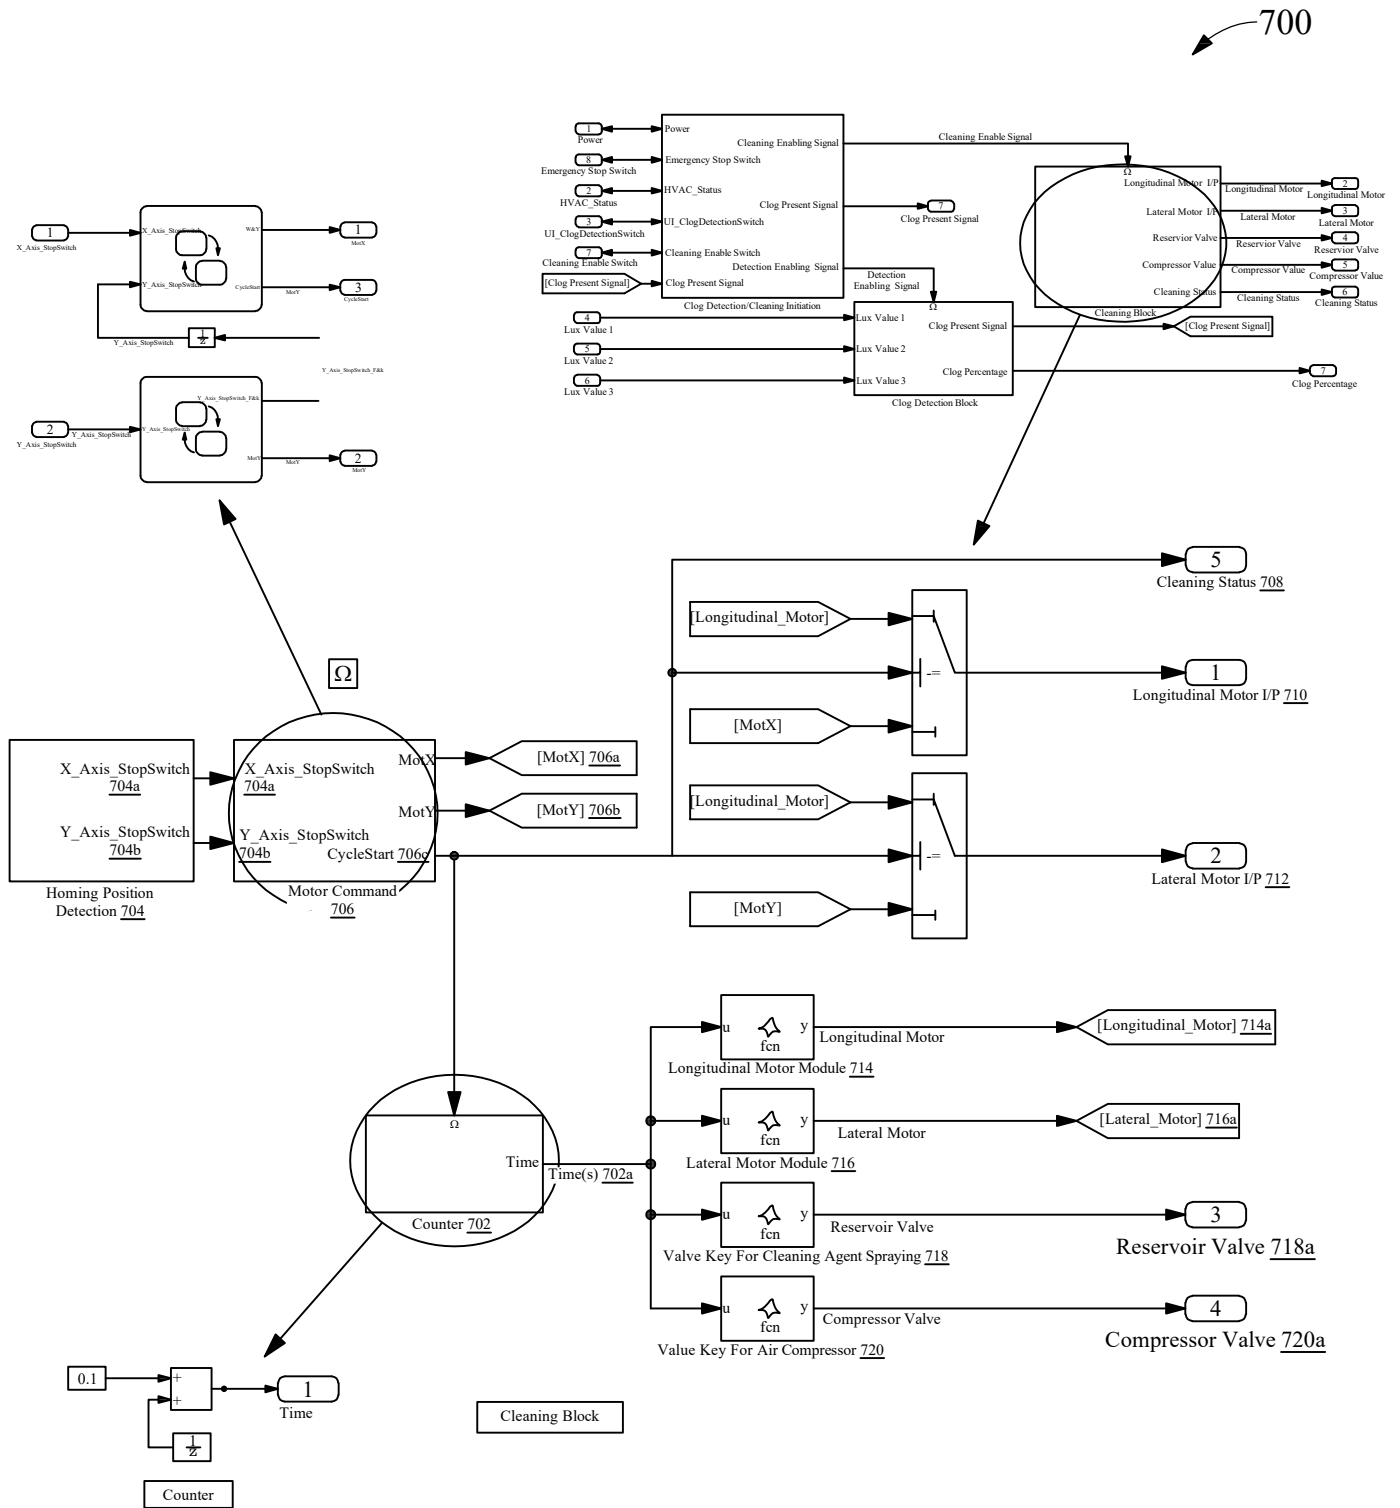 700
1
Power
8
Emergency Stop Switch
2
HVAC_Status
3
UI_ClogDetectionSwitch
7
Cleaning Enable Switch
[Clog Present Signal]
Power
Emergency Stop Switch
HVAC_Status
UI_ClogDetectionSwitch
Cleaning Enable Switch
Clog Present Signal
Cleaning Enabling Signal
Clog Present Signal
Detection Enabling Signal
Clog Detection/Cleaning Initiation
Cleaning Enable Signal
7
Clog Present Signal
Detection
Enabling Signal
Ω
Longitudinal Motor I/P
Lateral Motor I/P
Reservior Valve
Compressor Value
Cleaning Status
Cleaning Block
Longitudinal Motor
Lateral Motor
Reservior Valve
Compressor Value
Cleaning Status
2
Longitudinal Motor
3
Lateral Motor
4
Reservior Valve
5
Compressor Value
6
Cleaning Status
4
Lux Value 1
5
Lux Value 2
6
Lux Value 3
Ω
Lux Value 1
Lux Value 2
Lux Value 3
Clog Present Signal
Clog Percentage
Clog Detection Block
[Clog Present Signal]
7
Clog Percentage
1
X_Axis_StopSwitch
X_Axis_StopSwitch
Y_Axis_StopSwitch
W&Y
CycleStart
MotY
1
MotX
3
CycleStart
Y_Axis_StopSwitch
1
z
Y_Axis_StopSwitch_F&k
2
Y_Axis_StopSwitch
Y_Axis_StopSwitch
Y_Axis_StopSwitch
Y_Axis_StopSwitch_F&k
MotY
MotY
2
MotY
5
Cleaning Status 708
[Longitudinal_Motor]
-=
[MotX]
1
Longitudinal Motor I/P 710
Ω
X_Axis_StopSwitch
704a
Y_Axis_StopSwitch
704b
Homing Position
Detection 704
X_Axis_StopSwitch
704a
Y_Axis_StopSwitch
704b
MotX
MotY
CycleStart 706c
Motor Command
706
[MotX] 706a
[MotY] 706b
[Longitudinal_Motor]
-=
[MotY]
2
Lateral Motor I/P 712
u
y
fcn
Longitudinal Motor
Longitudinal Motor Module 714
[Longitudinal_Motor] 714a
u
y
fcn
Lateral Motor
Lateral Motor Module 716
[Lateral_Motor] 716a
Ω
Time
Time(s) 702a
Counter 702
u
y
fcn
Reservoir Valve
Valve Key For Cleaning Agent Spraying 718
3
Reservoir Valve 718a
u
y
fcn
Compressor Valve
Value Key For Air Compressor 720
4
Compressor Valve 720a
0.1
+
+
1
Time
1
z
Counter
Cleaning Block